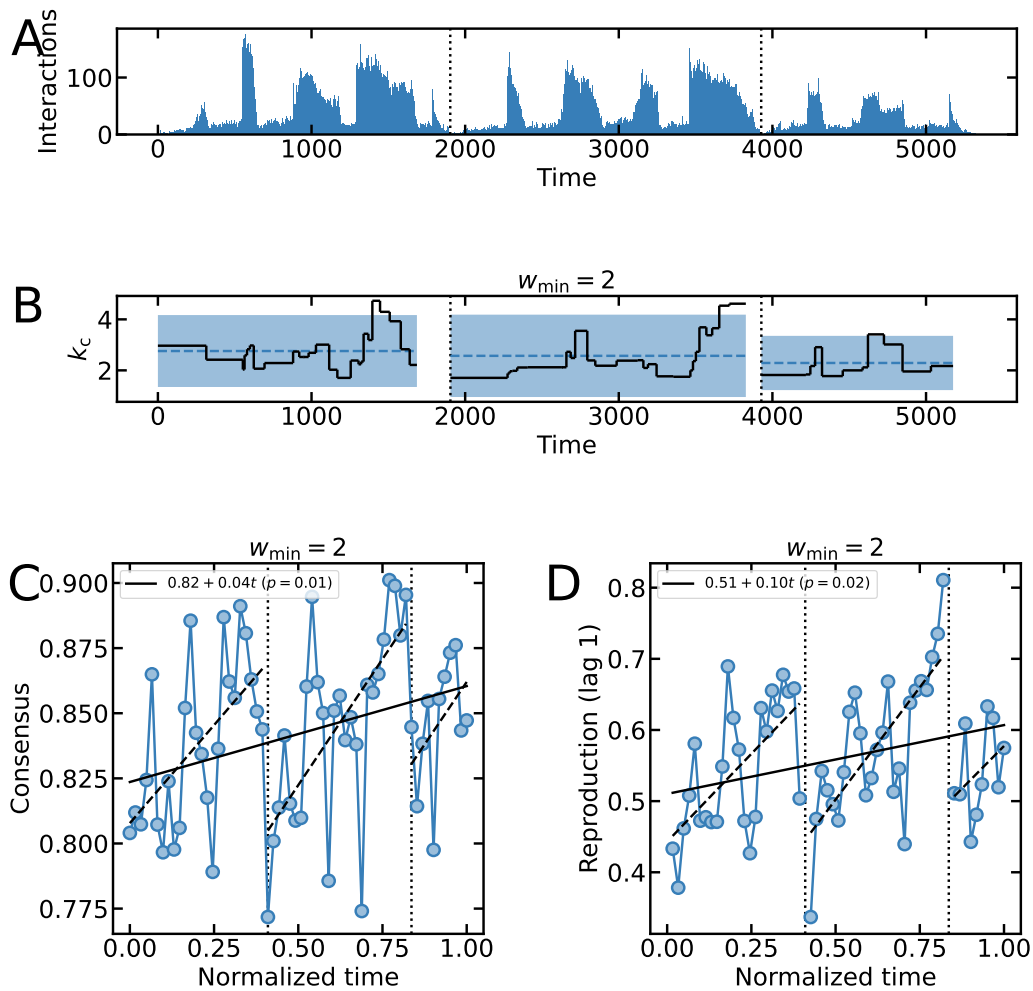 A
Interactions
100
0
0 1000 2000 3000 4000 5000
Time
B
w_min = 2
k_c
4
2
0 1000 2000 3000 4000 5000
Time
C
w_min = 2
0.82 + 0.04t (p = 0.01)
Consensus
0.900
0.875
0.850
0.825
0.800
0.775
0.00 0.25 0.50 0.75 1.00
Normalized time
D
w_min = 2
0.51 + 0.10t (p = 0.02)
Reproduction (lag 1)
0.8
0.7
0.6
0.5
0.4
0.00 0.25 0.50 0.75 1.00
Normalized time